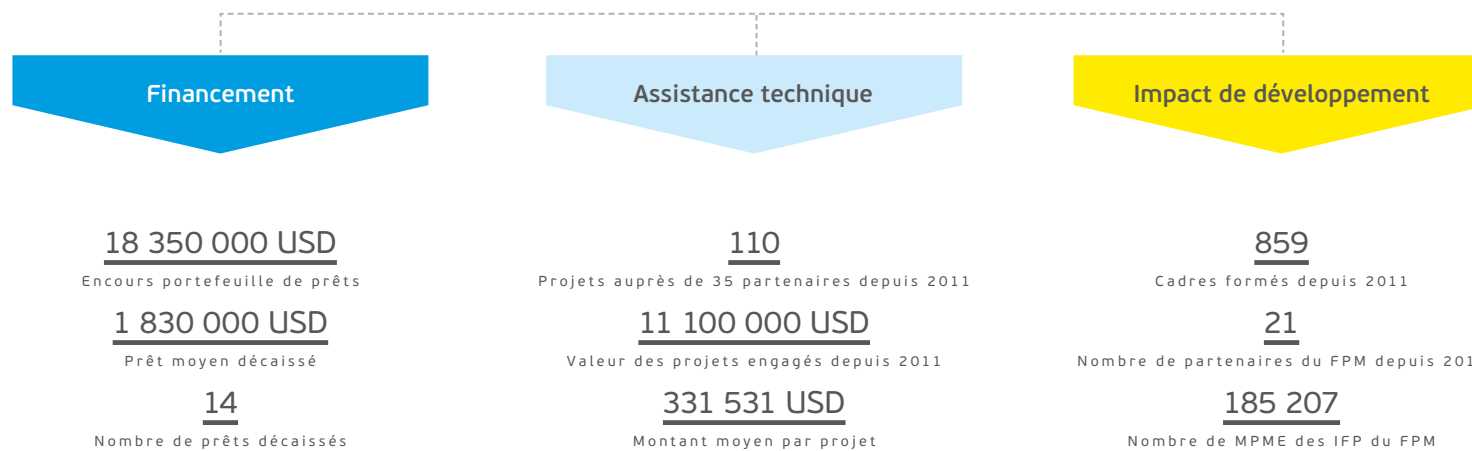 Financement
18 350 000 USD
Encours portefeuille de prêts
1 830 000 USD
Prêt moyen décaissé
14
Nombre de prêts décaissés
Assistance technique
110
Projets auprès de 35 partenaires depuis 2011
11 100 000 USD
Valeur des projets engagés depuis 2011
331 531 USD
Montant moyen par projet
Impact de développement
859
Cadres formés depuis 2011
21
Nombre de partenaires du FPM depuis
185 207
Nombre de MPME des IFP du FPM